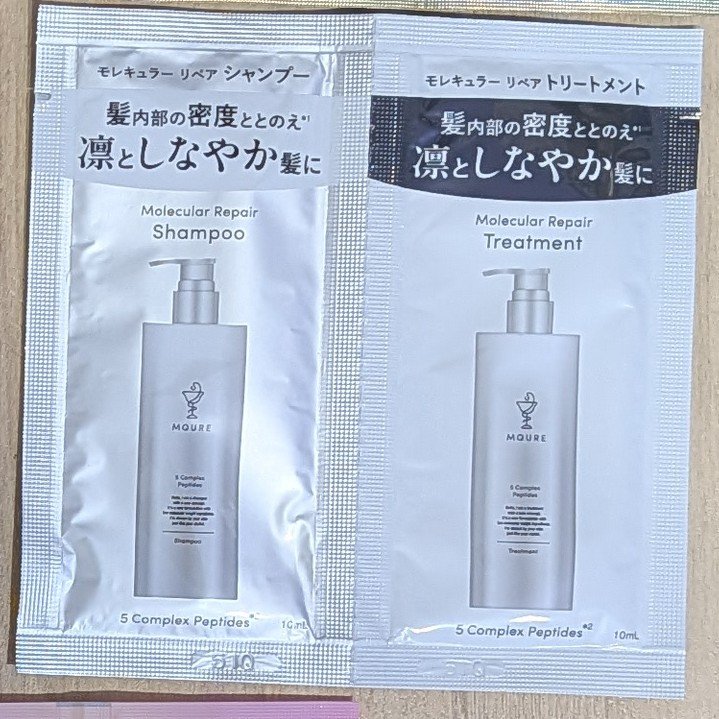 モレキュラー リペア シャンプー
髪内部の密度ととのえ*1
凛としなやか髪に
Molecular Repair
Shampoo
MQURE
5 Complex
Peptides
Shampoo
5 Complex Peptides*2
10mL
モレキュラー リペア トリートメント
髪内部の密度ととのえ*1
凛としなやか髪に
Molecular Repair
Treatment
MQURE
5 Complex
Peptides
Treatment
5 Complex Peptides*2
10mL